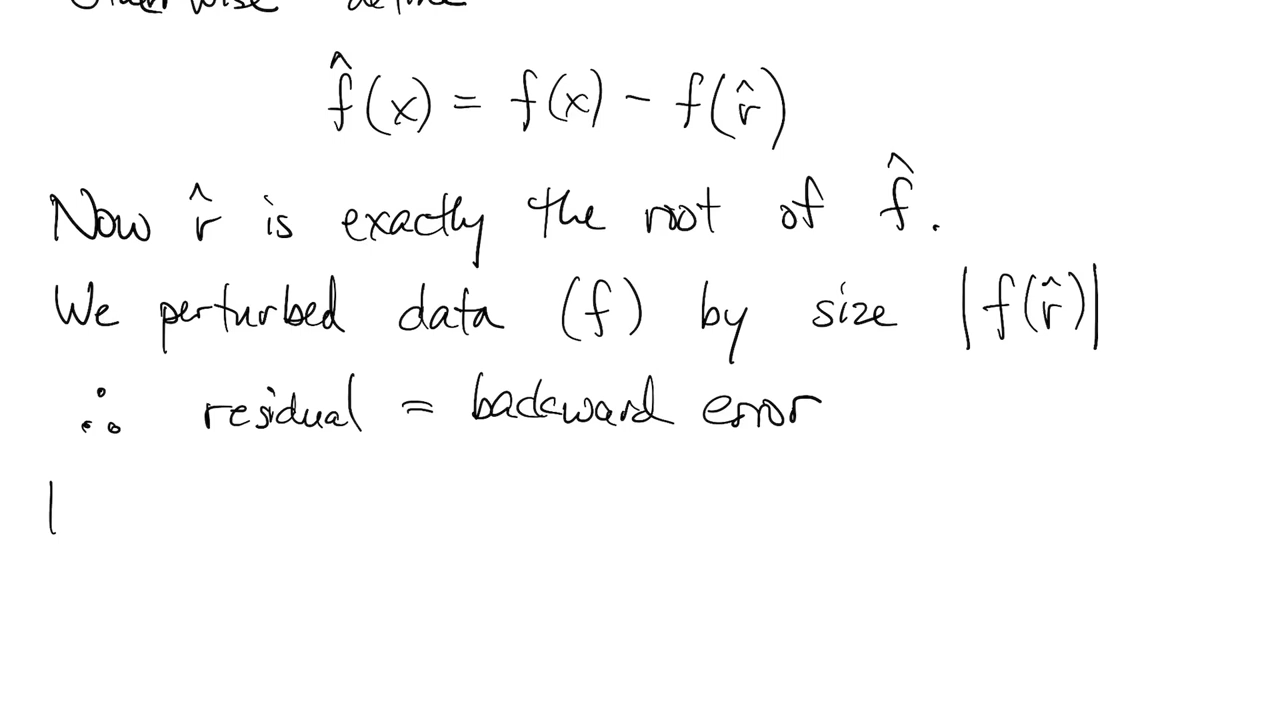 f̂(x) = f(x) - f(r̂)
Now r̂ is exactly the root of f̂.
We perturbed data (f) by size |f(r̂)|
∴ residual = backward error